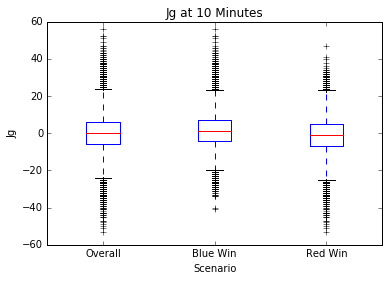 Jg at 10 Minutes
60
40
20
0
−20
−40
−60
Jg
Overall
Blue Win
Red Win
Scenario